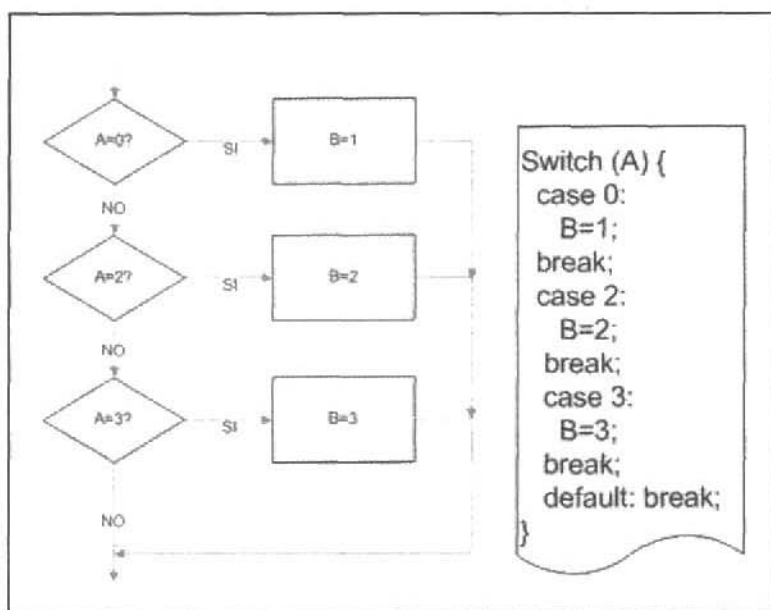 A=0?
SI
B=1
NO
A=2?
SI
B=2
NO
A=3?
SI
B=3
NO
Switch (A) {
case 0:
B=1;
break;
case 2:
B=2;
break;
case 3:
B=3;
break;
default: break;
}